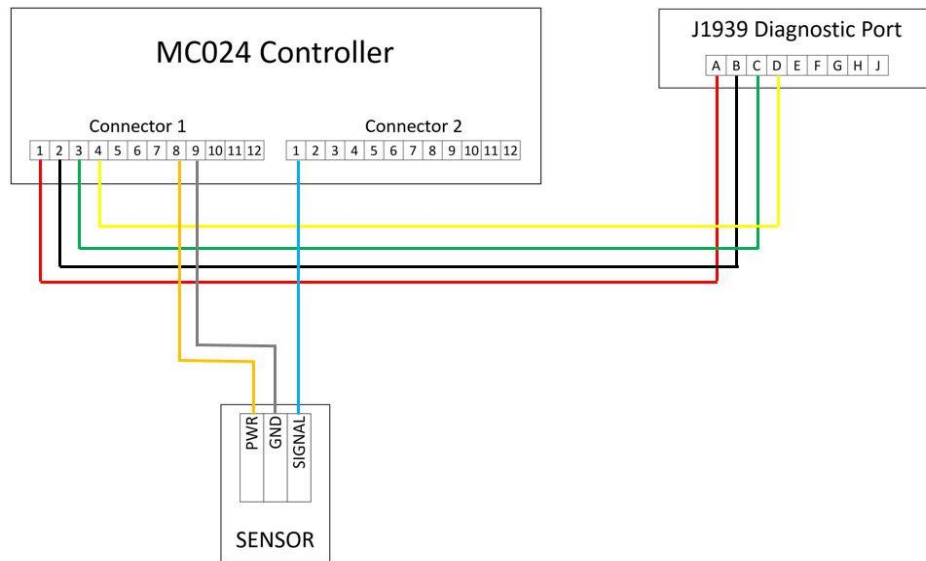 MC024 Controller
J1939 Diagnostic Port
A B C D E F G H J
Connector 1
Connector 2
1 2 3 4 5 6 7 8 9 10 11 12
1 2 3 4 5 6 7 8 9 10 11 12
PWR
GND
SIGNAL
SENSOR